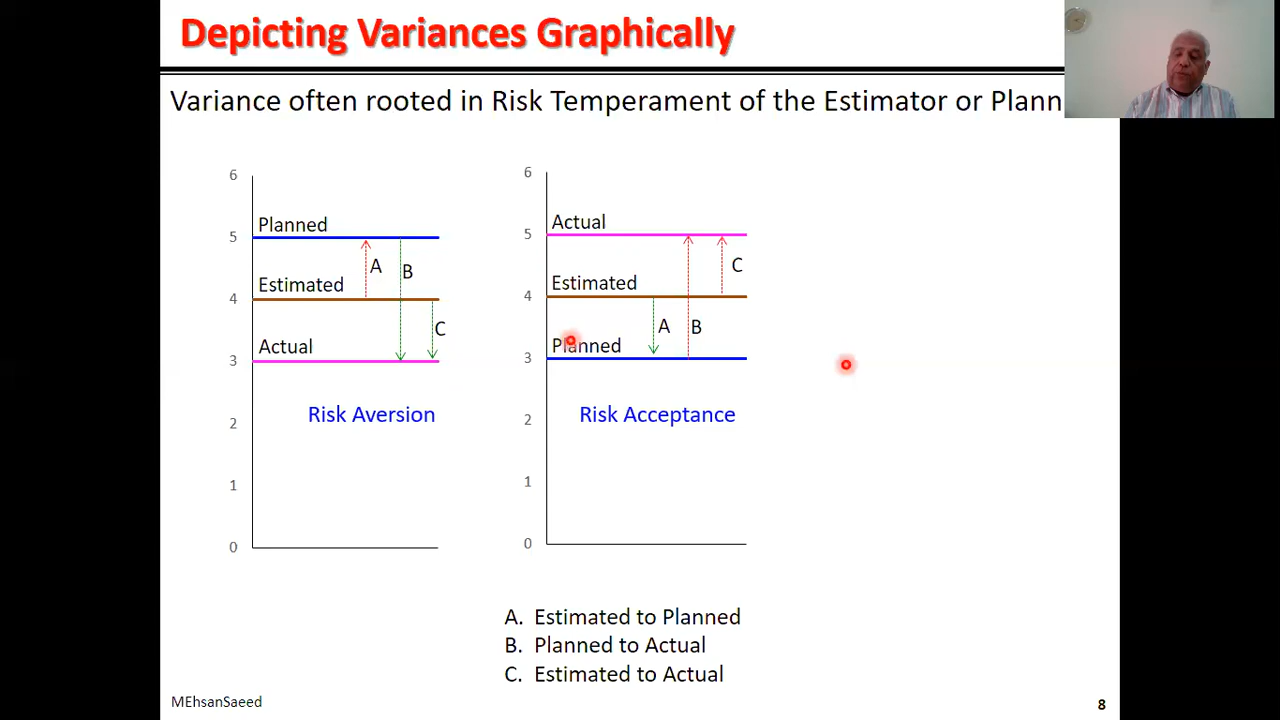 Depicting Variances Graphically
Variance often rooted in Risk Temperament of the Estimator or Plann
6
Planned
5
A
B
Estimated
4
C
Actual
3
Risk Aversion
2
1
0
6
Actual
5
C
Estimated
4
A
B
Planned
3
Risk Acceptance
2
1
0
A. Estimated to Planned
B. Planned to Actual
C. Estimated to Actual
MEhsanSaeed
8